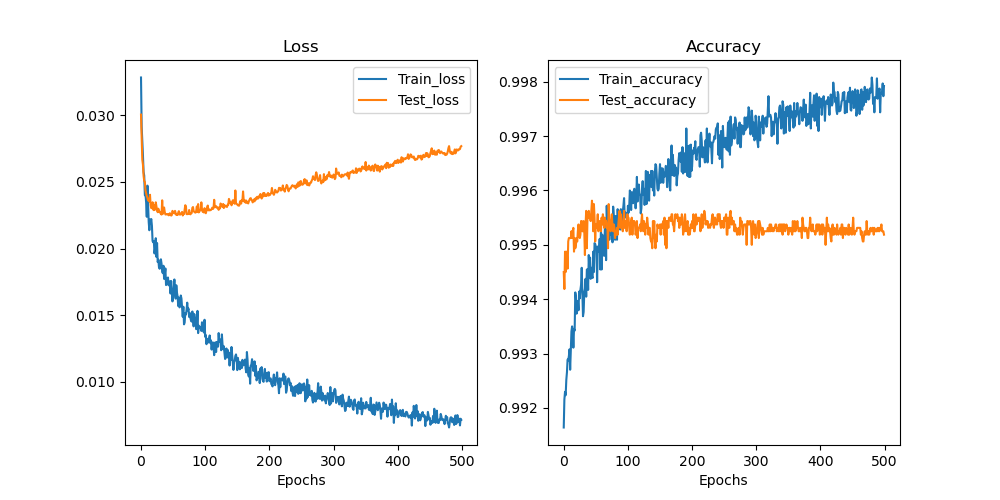 Loss
Train_loss
Test_loss
0.030
0.025
0.020
0.015
0.010
0 100 200 300 400 500
Epochs
Accuracy
Train_accuracy
Test_accuracy
0.998
0.997
0.996
0.995
0.994
0.993
0.992
0 100 200 300 400 500
Epochs